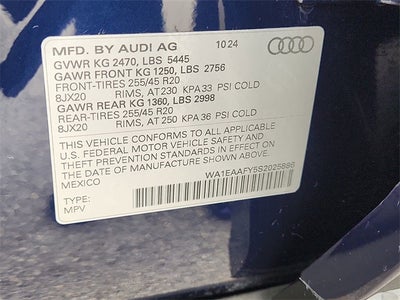 MFD. BY AUDI AG 10 24
GVWR KG 2470, LBS 5445
GAWR FRONT KG 1250, LBS 2756
FRONT-TIRES 255/45 R20
8JX20 RIMS, AT 230 KPA 33 PSI COLD
GAWR REAR KG 1360, LBS 2998
REAR-TIRES 255/45 R20
8JX20 RIMS, AT 250 KPA 36 PSI COLD
THIS VEHICLE CONFORMS TO ALL APPLICABLE
U.S. FEDERAL MOTOR VEHICLE SAFETY AND
THEFT PREVENTION STANDARDS IN EFFECT ON THE
DATE OF MANUFACTURE SHOWN ABOVE.
MEXICO
WA1EAAFY5S2025896
TYPE:
MPV